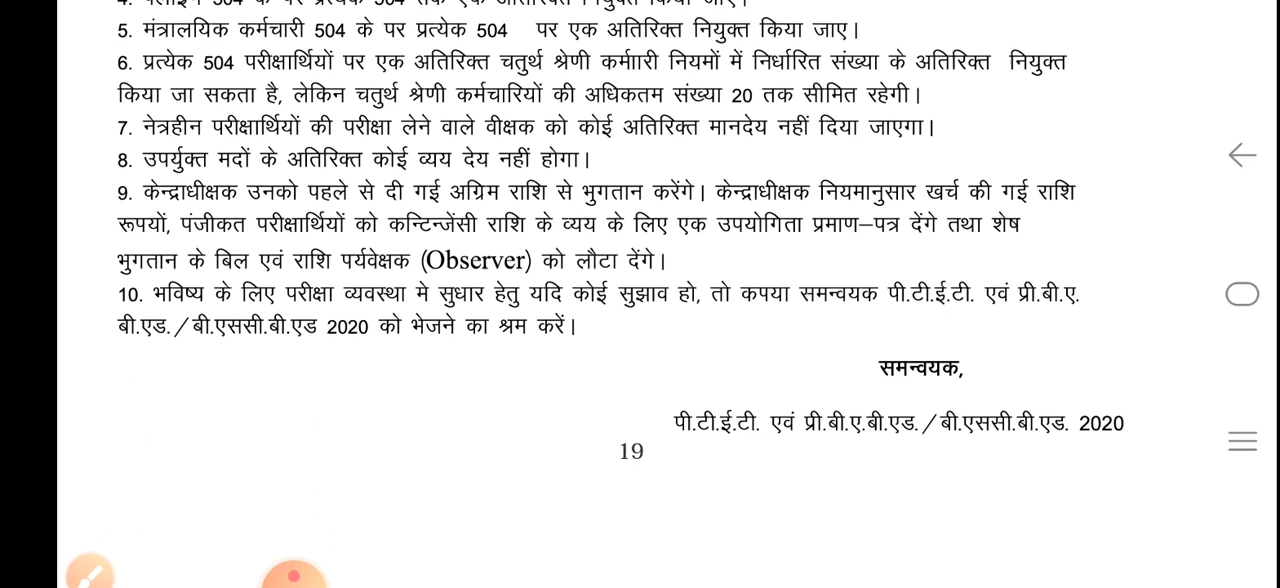 5. मंत्रालयिक कर्मचारी 504 के पर प्रत्येक 504 पर एक अतिरिक्त नियुक्त किया जाए।
6. प्रत्येक 504 परीक्षार्थियों पर एक अतिरिक्त चतुर्थ श्रेणी कर्माारी नियमों में निर्धारित संख्या के अतिरिक्त नियुक्त
किया जा सकता है, लेकिन चतुर्थ श्रेणी कर्मचारियों की अधिकतम संख्या 20 तक सीमित रहेगी।
7. नेत्रहीन परीक्षार्थियों की परीक्षा लेने वाले वीक्षक को कोई अतिरिक्त मानदेय नहीं दिया जाएगा।
8. उपर्युक्त मदों के अतिरिक्त कोई व्यय देय नहीं होगा।
9. केन्द्राधीक्षक उनको पहले से दी गई अग्रिम राशि से भुगतान करेंगे। केन्द्राधीक्षक नियमानुसार खर्च की गई राशि
रूपयों, पंजीकत परीक्षार्थियों को कन्टिन्जेंसी राशि के व्यय के लिए एक उपयोगिता प्रमाण–पत्र देंगे तथा शेष
भुगतान के बिल एवं राशि पर्यवेक्षक (Observer) को लौटा देंगे।
10. भविष्य के लिए परीक्षा व्यवस्था मे सुधार हेतु यदि कोई सुझाव हो, तो कपया समन्वयक पी.टी.ई.टी. एवं प्री.बी.ए.
बी.एड./बी.एससी.बी.एड 2020 को भेजने का श्रम करें।
समन्वयक,
पी.टी.ई.टी. एवं प्री.बी.ए.बी.एड./बी.एससी.बी.एड. 2020
19